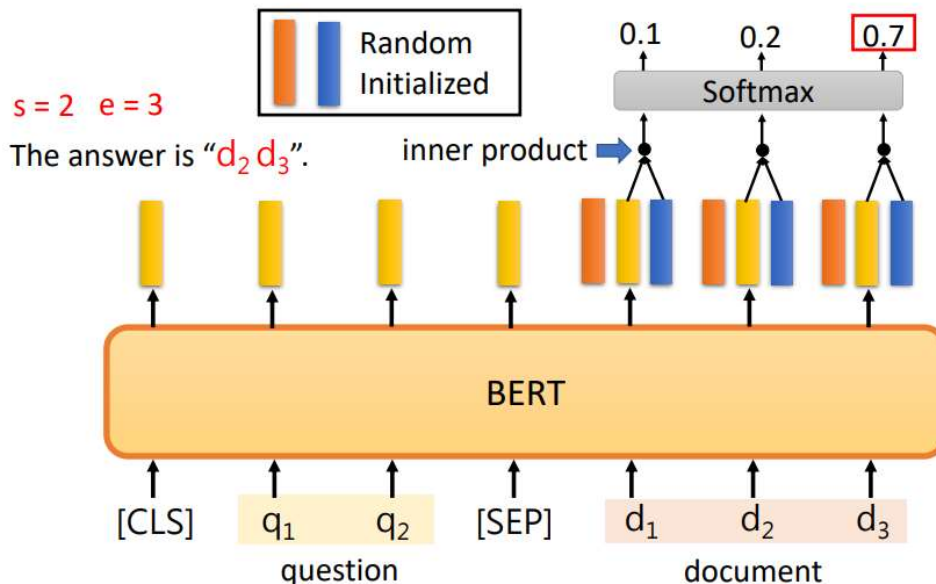 0.1 0.2 0.7
Random
Initialized
Softmax
s = 2 e = 3
The answer is “d₂ d₃”.
inner product
BERT
[CLS] q₁ q₂ [SEP] d₁ d₂ d₃
question document